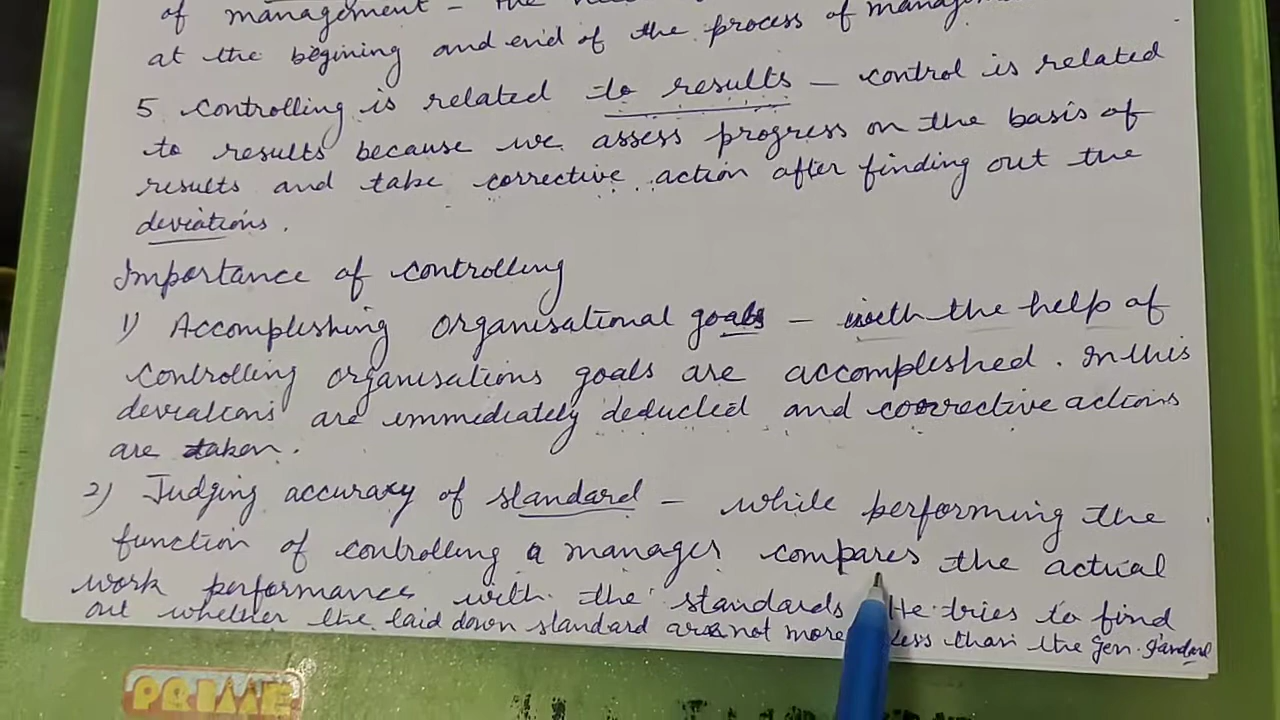 of management - the
at the begining and end of the process of
5 Controlling is related to results - control is related
to results because we assess progress on the basis of
results and take corrective action after finding out the
deviations.
Importance of controlling
1) Accomplishing organisational goals - with the help of
controlling organisations goals are accomplished. In this
deviations are immediately deducted and corrective actions
are taken.
2) Judging accuracy of standard - while performing the
function of controlling a manager compares the actual
work performance with the standards He tries to find
out whether the laid down standard are not more less than the gen. standard
PRIME